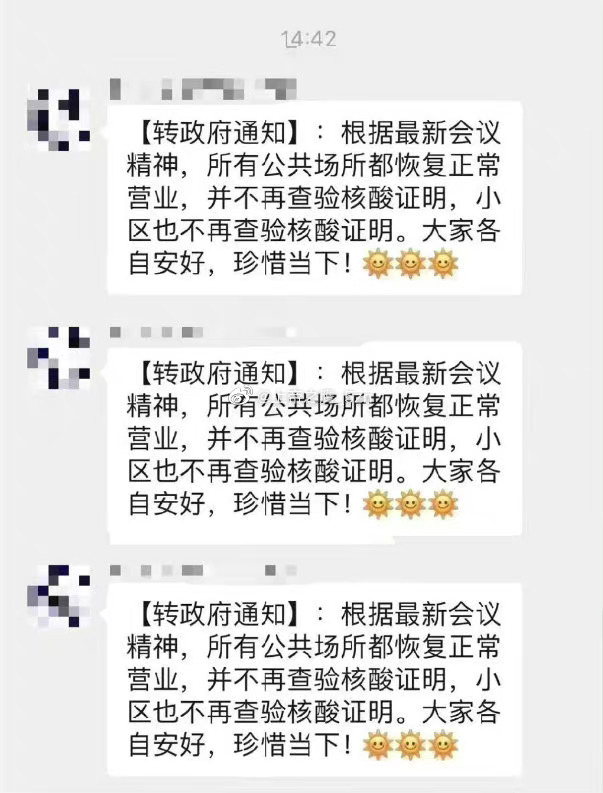 14:42
【转政府通知】：根据最新会议
精神，所有公共场所都恢复正常
营业，并不再查验核酸证明，小
区也不再查验核酸证明。大家各
自安好，珍惜当下！🌞🌞🌞
【转政府通知】：根据最新会议
精神，所有公共场所都恢复正常
营业，并不再查验核酸证明，小
区也不再查验核酸证明。大家各
自安好，珍惜当下！🌞🌞🌞
【转政府通知】：根据最新会议
精神，所有公共场所都恢复正常
营业，并不再查验核酸证明，小
区也不再查验核酸证明。大家各
自安好，珍惜当下！🌞🌞🌞